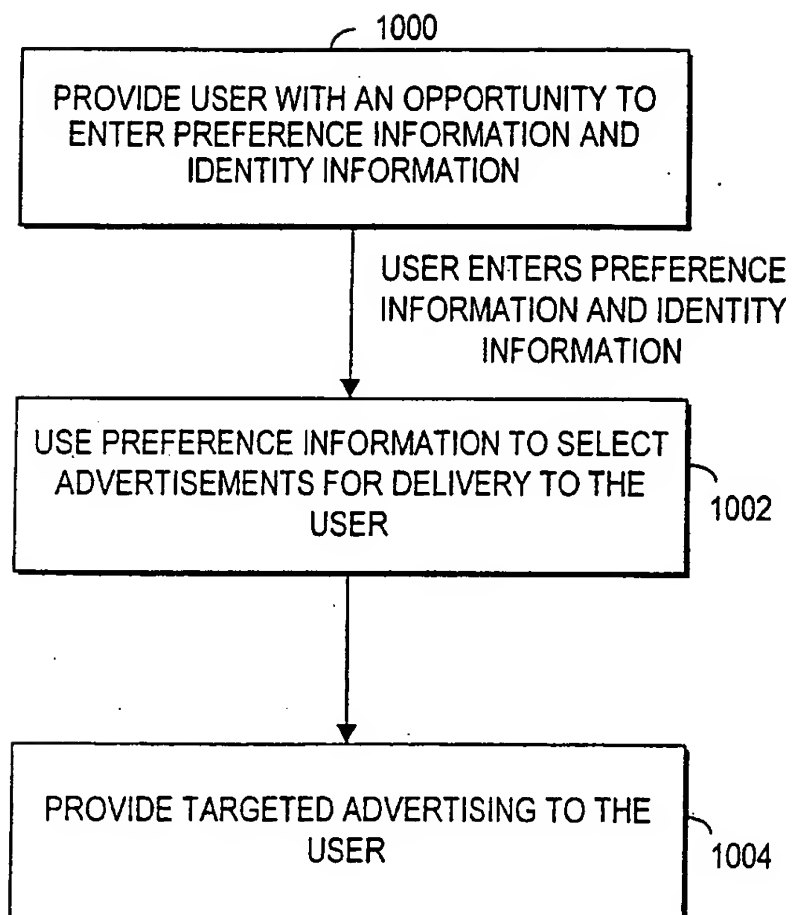 1000
PROVIDE USER WITH AN OPPORTUNITY TO
ENTER PREFERENCE INFORMATION AND
IDENTITY INFORMATION
USER ENTERS PREFERENCE
INFORMATION AND IDENTITY
INFORMATION
USE PREFERENCE INFORMATION TO SELECT
ADVERTISEMENTS FOR DELIVERY TO THE
USER
1002
PROVIDE TARGETED ADVERTISING TO THE
USER
1004